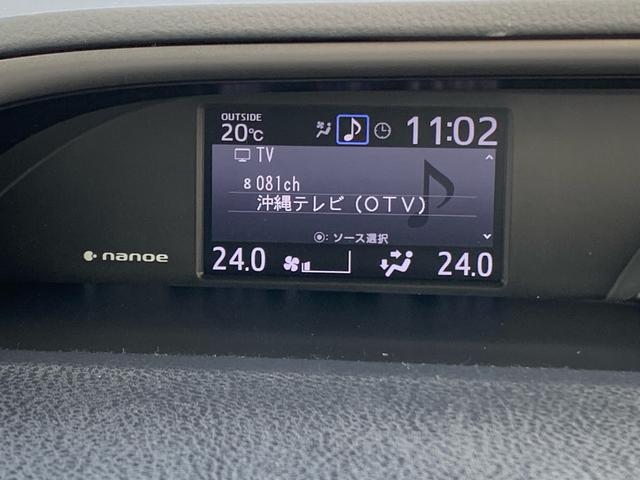 OUTSIDE
20℃
11:02
TV
8 081ch
沖縄テレビ(OTV)
◉:ソース選択
nanoe
24.0
24.0